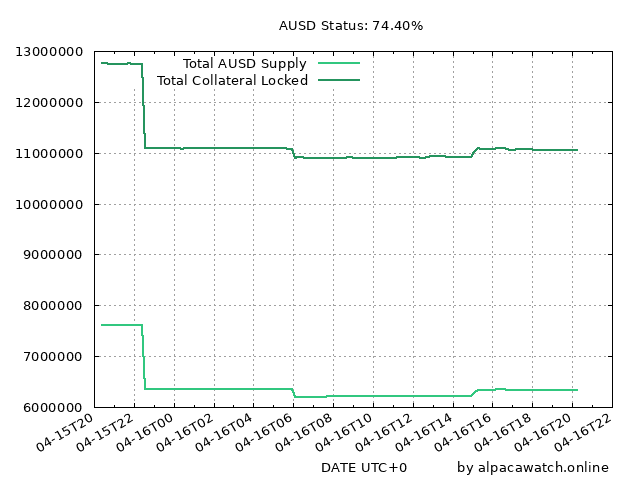 AUSD Status: 74.40%
13000000
12000000
11000000
10000000
9000000
8000000
7000000
6000000
Total AUSD Supply
Total Collateral Locked
04-15T20
04-15T22
04-16T00
04-16T02
04-16T04
04-16T06
04-16T08
04-16T10
04-16T12
04-16T14
04-16T16
04-16T18
04-16T20
04-16T22
DATE UTC+0
by alpacawatch.online